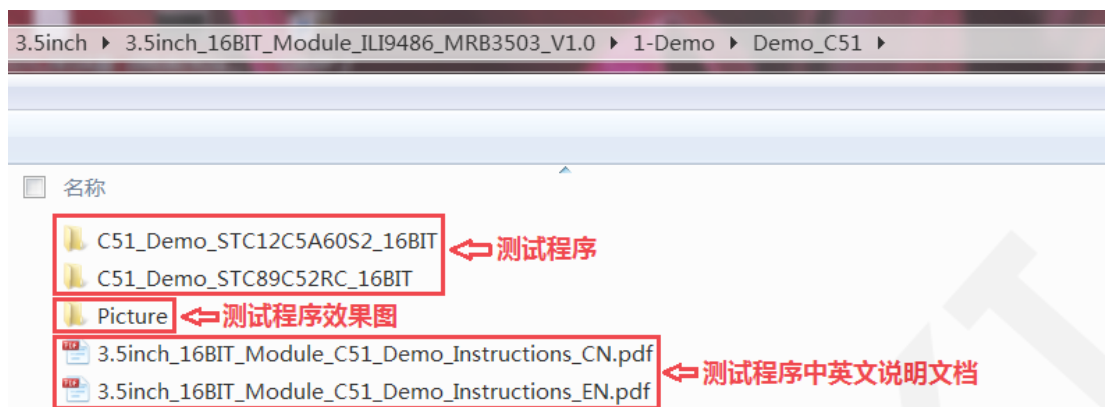 3.5inch ▸ 3.5inch_16BIT_Module_ILI9486_MRB3503_V1.0 ▸ 1-Demo ▸ Demo_C51 ▸
名称
C51_Demo_STC12C5A60S2_16BIT
测试程序
C51_Demo_STC89C52RC_16BIT
Picture 测试程序效果图
3.5inch_16BIT_Module_C51_Demo_Instructions_CN.pdf
测试程序中英文说明文档
3.5inch_16BIT_Module_C51_Demo_Instructions_EN.pdf